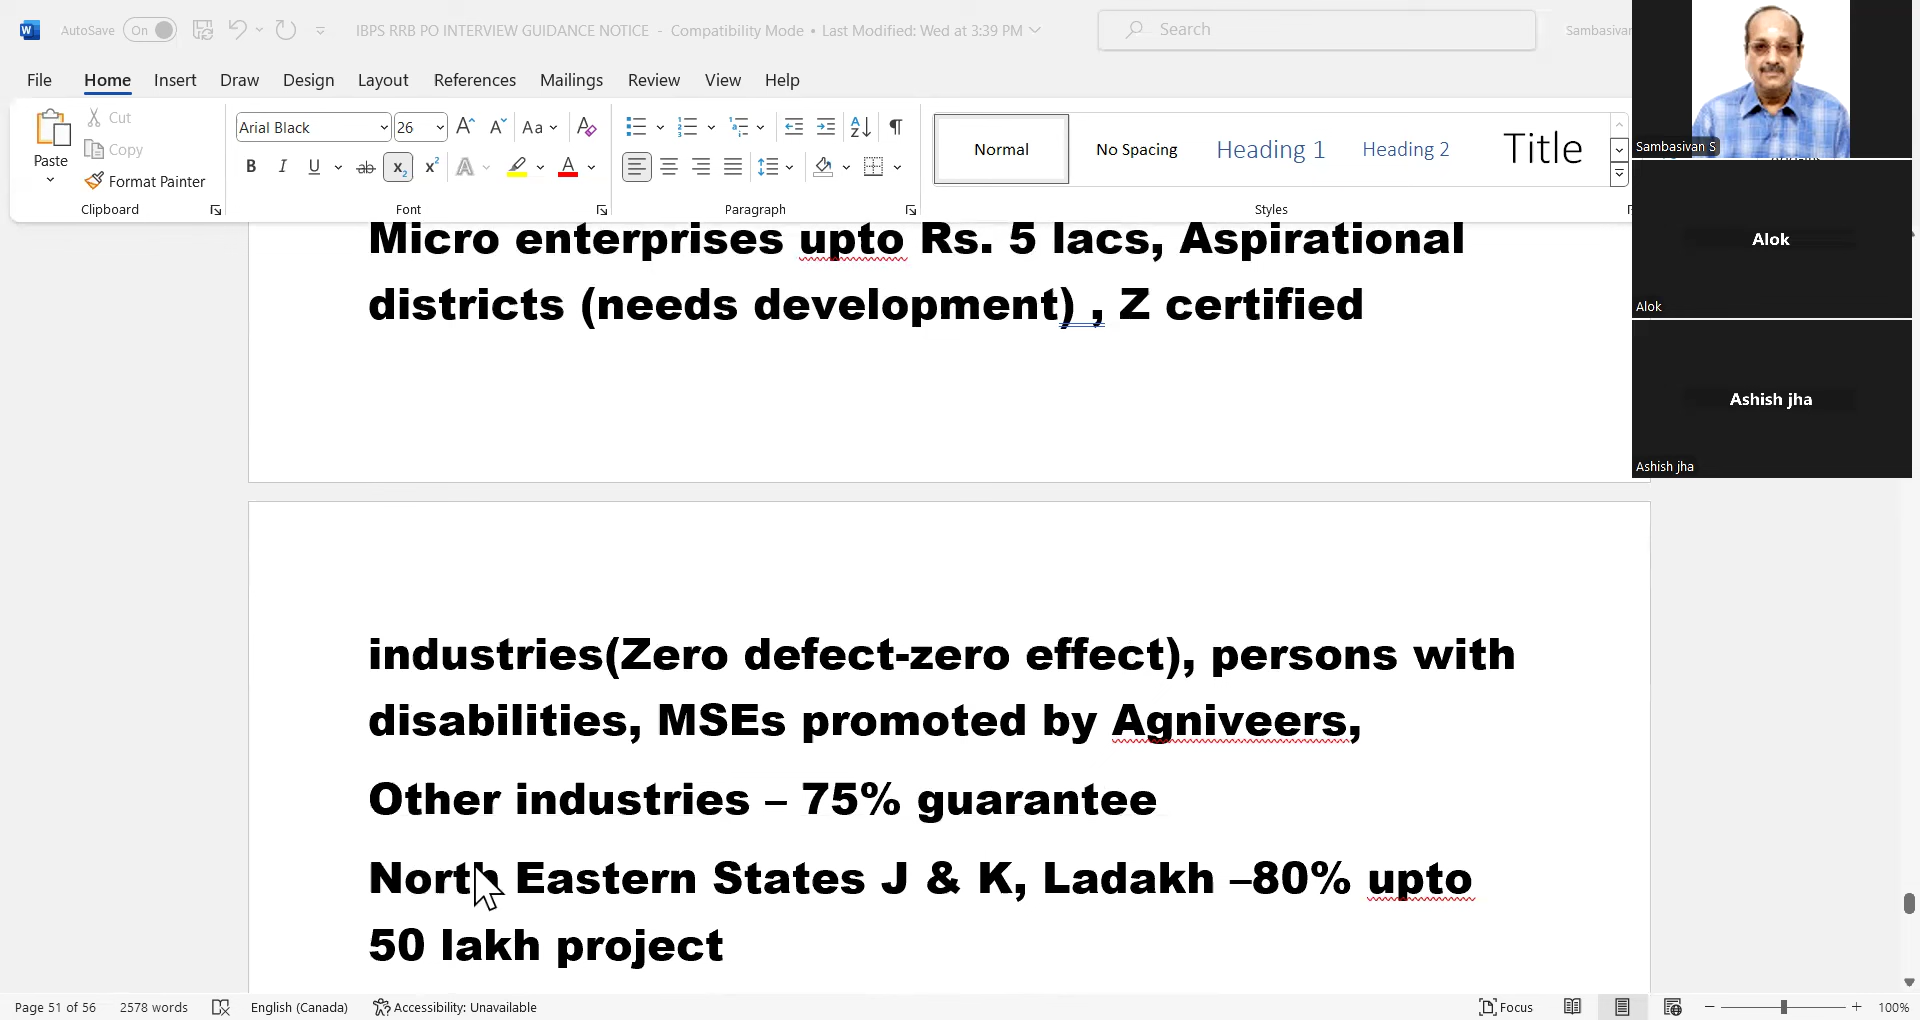 AutoSave On IBPS RRB PO INTERVIEW GUIDANCE NOTICE - Compatibility Mode • Last Modified: Wed at 3:39 PM Search Sambasivan
File Home Insert Draw Design Layout References Mailings Review View Help
Paste Cut Copy Format Painter
Arial Black 26 Aa
B I U ab x₂ x² A A
Normal No Spacing Heading 1 Heading 2 Title
Clipboard Font Paragraph Styles
Sambasivan S
Alok
Alok
Ashish jha
Ashish jha
Micro enterprises upto Rs. 5 lacs, Aspirational
districts (needs development) , Z certified
industries(Zero defect-zero effect), persons with
disabilities, MSEs promoted by Agniveers,
Other industries – 75% guarantee
North Eastern States J & K, Ladakh –80% upto
50 lakh project
Page 51 of 56 2578 words English (Canada) Accessibility: Unavailable Focus 100%